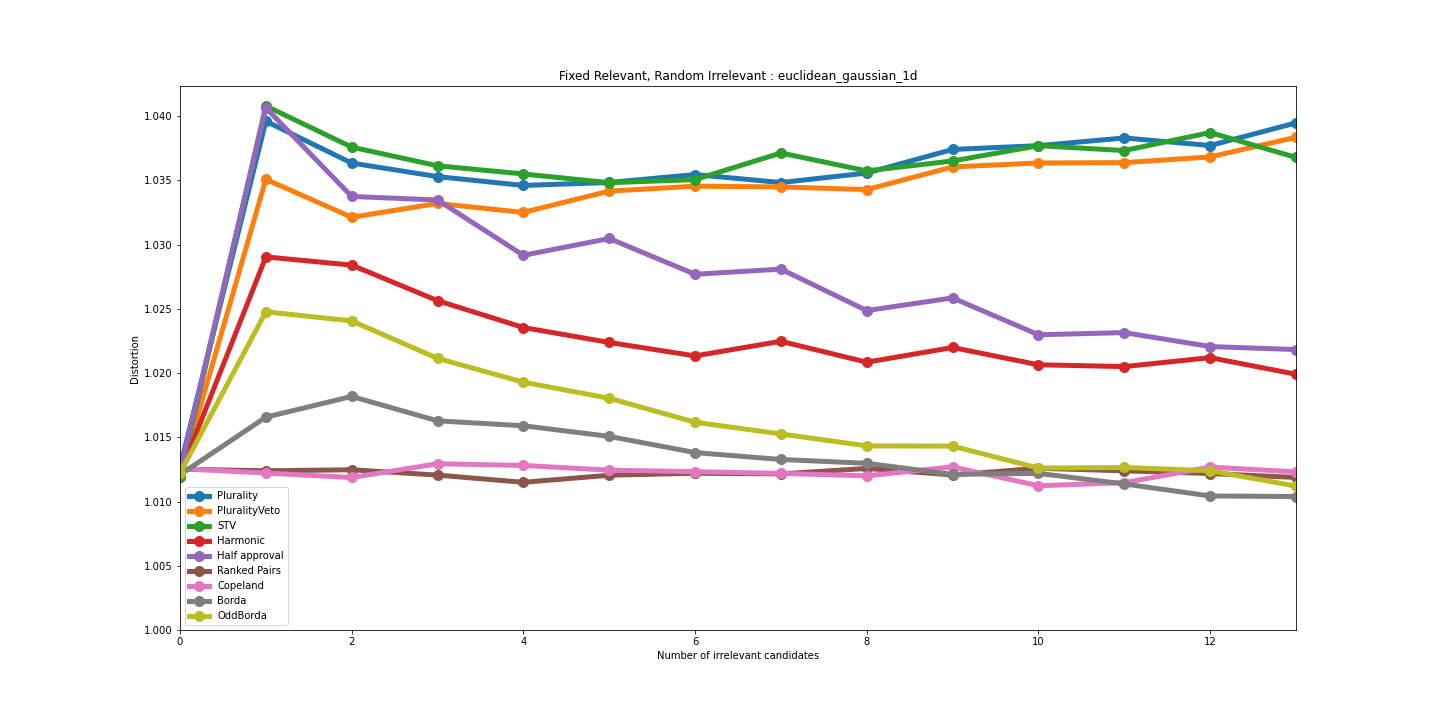 Fixed Relevant, Random Irrelevant : euclidean_gaussian_1d
1.040
1.035
1.030
1.025
1.020
1.015
1.010
1.005
1.000
Distortion
Plurality
PluralityVeto
STV
Harmonic
Half approval
Ranked Pairs
Copeland
Borda
OddBorda
0 2 4 6 8 10 12
Number of irrelevant candidates